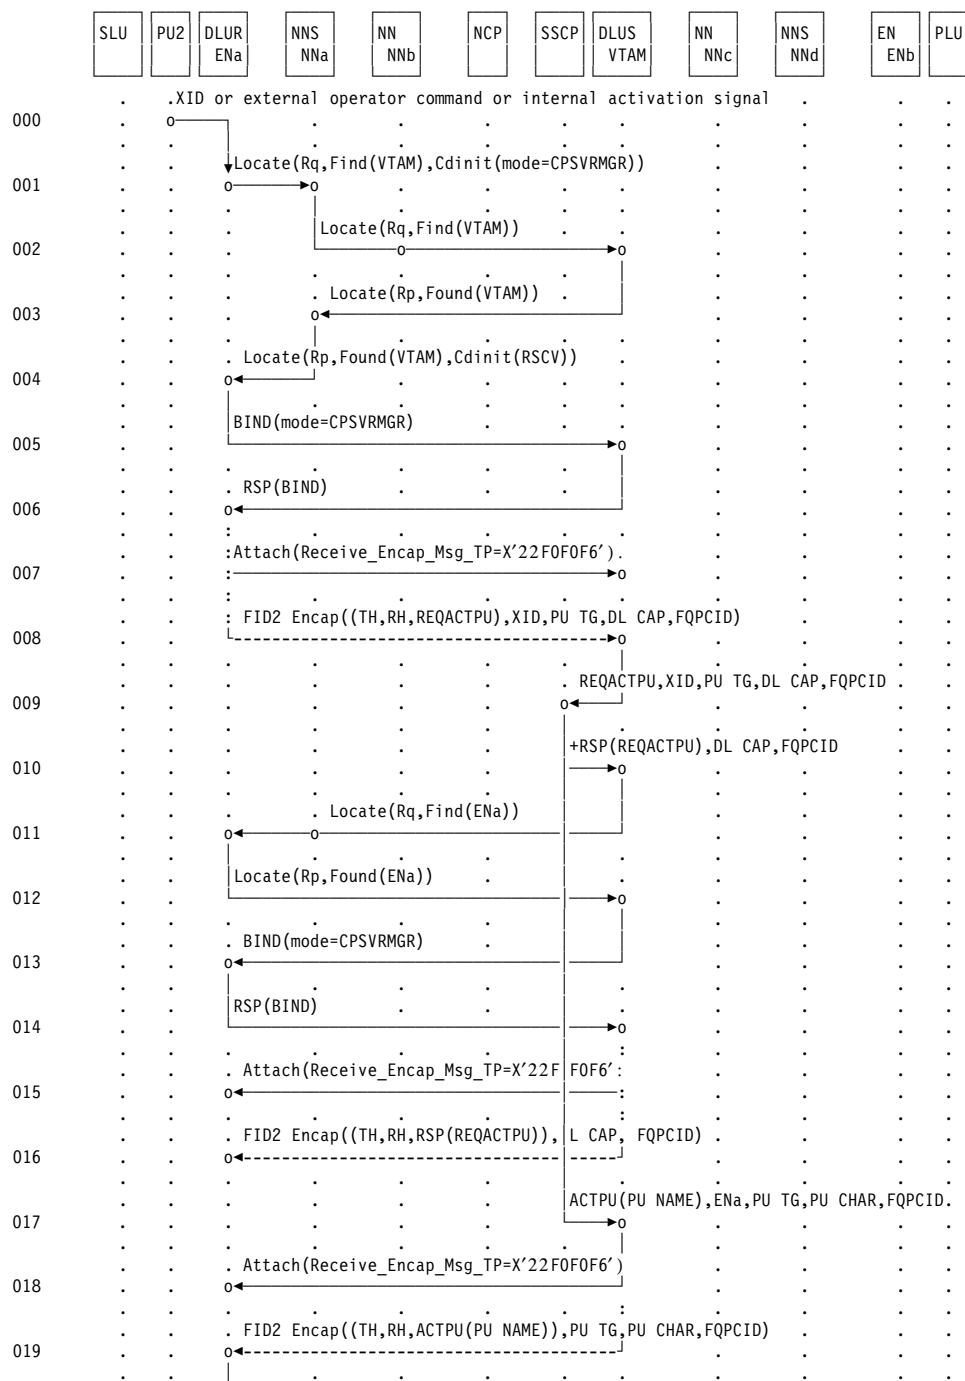 SLU PU2 DLUR NNS NN NCP SSCP DLUS NN NNS EN PLU
ENa NNa NNb VTAM NNc NNd ENb
.XID or external operator command or internal activation signal
000
Locate(Rq,Find(VTAM),Cdinit(mode=CPSVRMGR))
001
Locate(Rq,Find(VTAM))
002
Locate(Rp,Found(VTAM))
003
Locate(Rp,Found(VTAM),Cdinit(RSCV))
004
BIND(mode=CPSVRMGR)
005
RSP(BIND)
006
:Attach(Receive_Encap_Msg_TP=X'22F0F0F6').
007
: FID2 Encap((TH,RH,REQACTPU),XID,PU TG,DL CAP,FQPCID)
008
REQACTPU,XID,PU TG,DL CAP,FQPCID
009
+RSP(REQACTPU),DL CAP,FQPCID
010
Locate(Rq,Find(ENa))
011
Locate(Rp,Found(ENa))
012
BIND(mode=CPSVRMGR)
013
RSP(BIND)
014
Attach(Receive_Encap_Msg_TP=X'22F F0F6':
015
FID2 Encap((TH,RH,RSP(REQACTPU)), L CAP, FQPCID)
016
ACTPU(PU NAME),ENa,PU TG,PU CHAR,FQPCID.
017
Attach(Receive_Encap_Msg_TP=X'22F0F0F6')
018
FID2 Encap((TH,RH,ACTPU(PU NAME)),PU TG,PU CHAR,FQPCID)
019